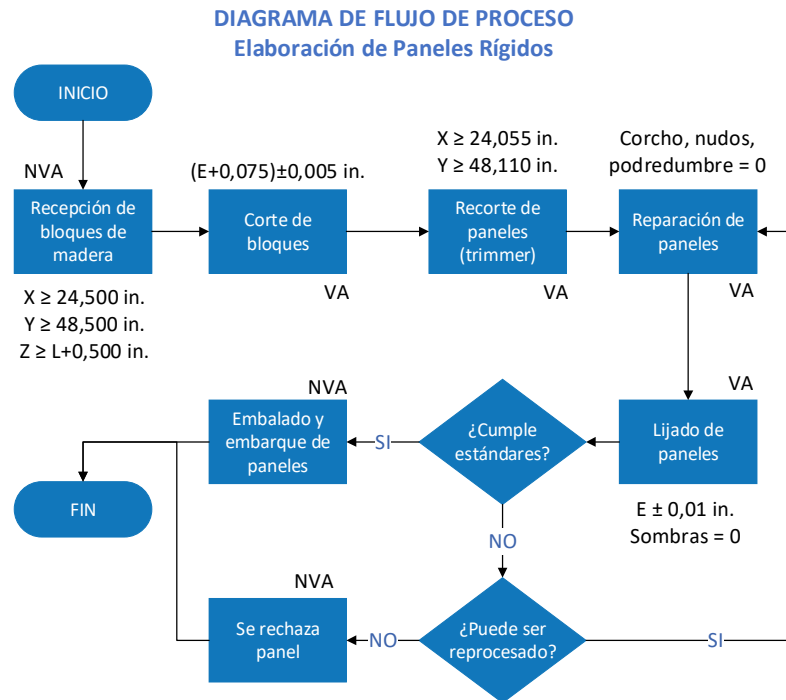 DIAGRAMA DE FLUJO DE PROCESO
Elaboración de Paneles Rígidos
INICIO
NVA
Recepción de
bloques de
madera
X ≥ 24,500 in.
Y ≥ 48,500 in.
Z ≥ L+0,500 in.
(E+0,075)±0,005 in.
Corte de
bloques
VA
X ≥ 24,055 in.
Y ≥ 48,110 in.
Recorte de
paneles
(trimmer)
VA
Corcho, nudos,
podredumbre = 0
Reparación de
paneles
VA
VA
Lijado de
paneles
E ± 0,01 in.
Sombras = 0
¿Cumple
estándares?
SI
NVA
Embalado y
embarque de
paneles
FIN
NO
¿Puede ser
reprocesado?
SI
NO
NVA
Se rechaza
panel